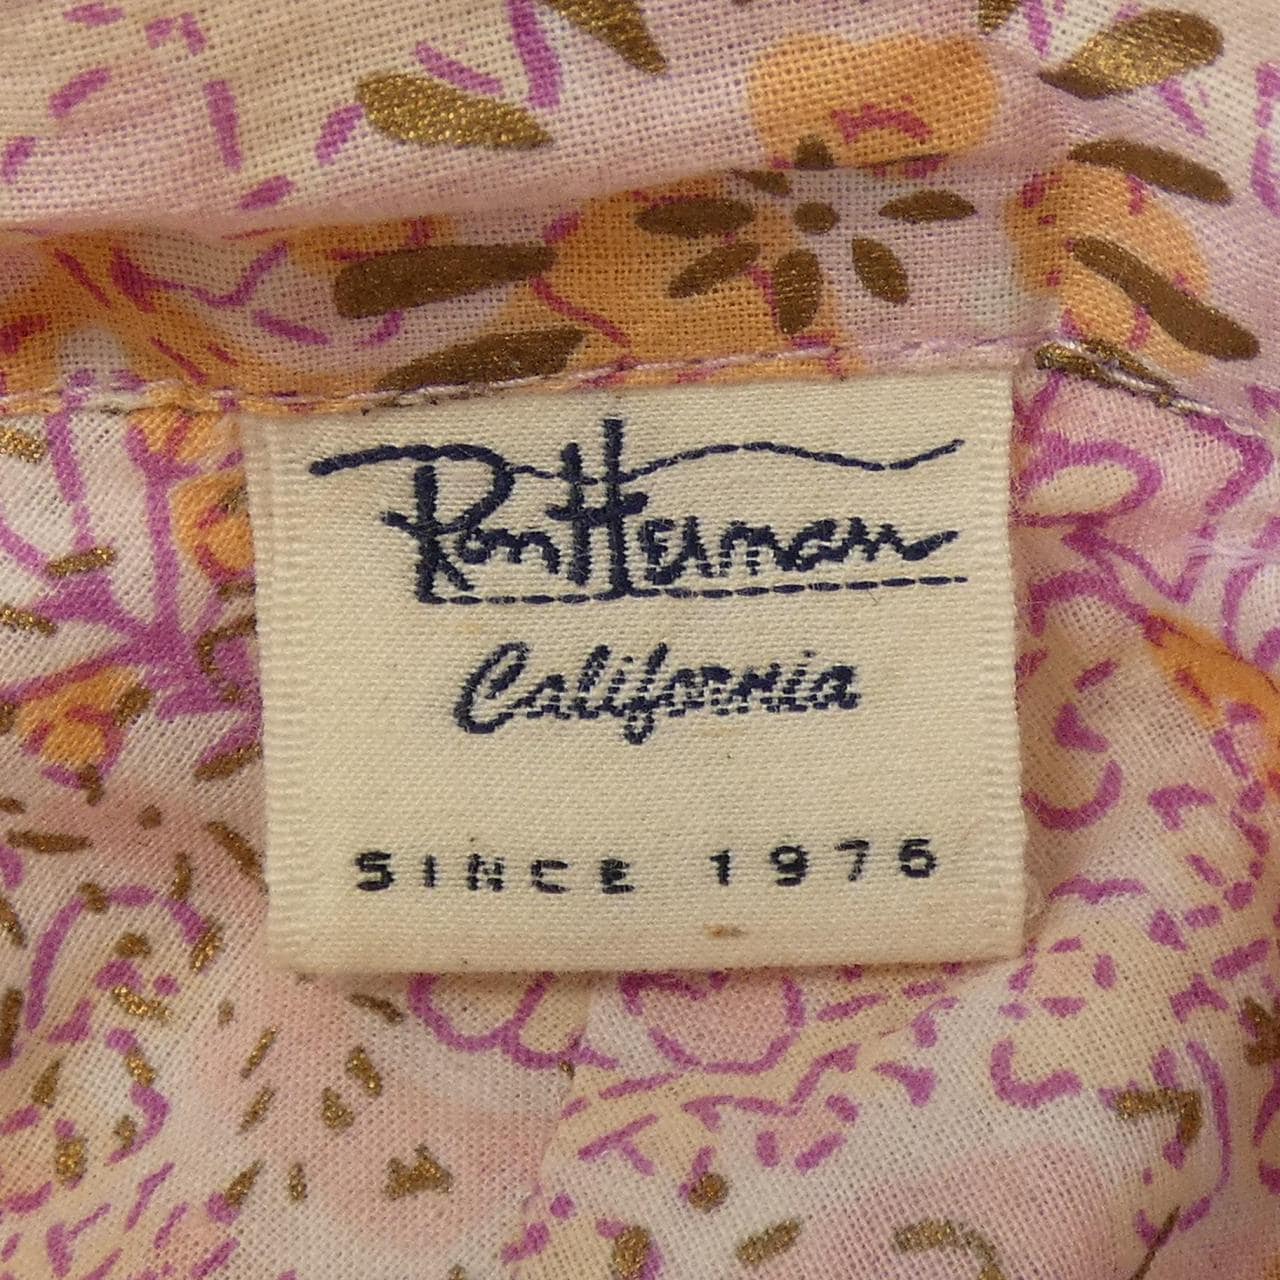 Ron Herman
California
SINCE 1976